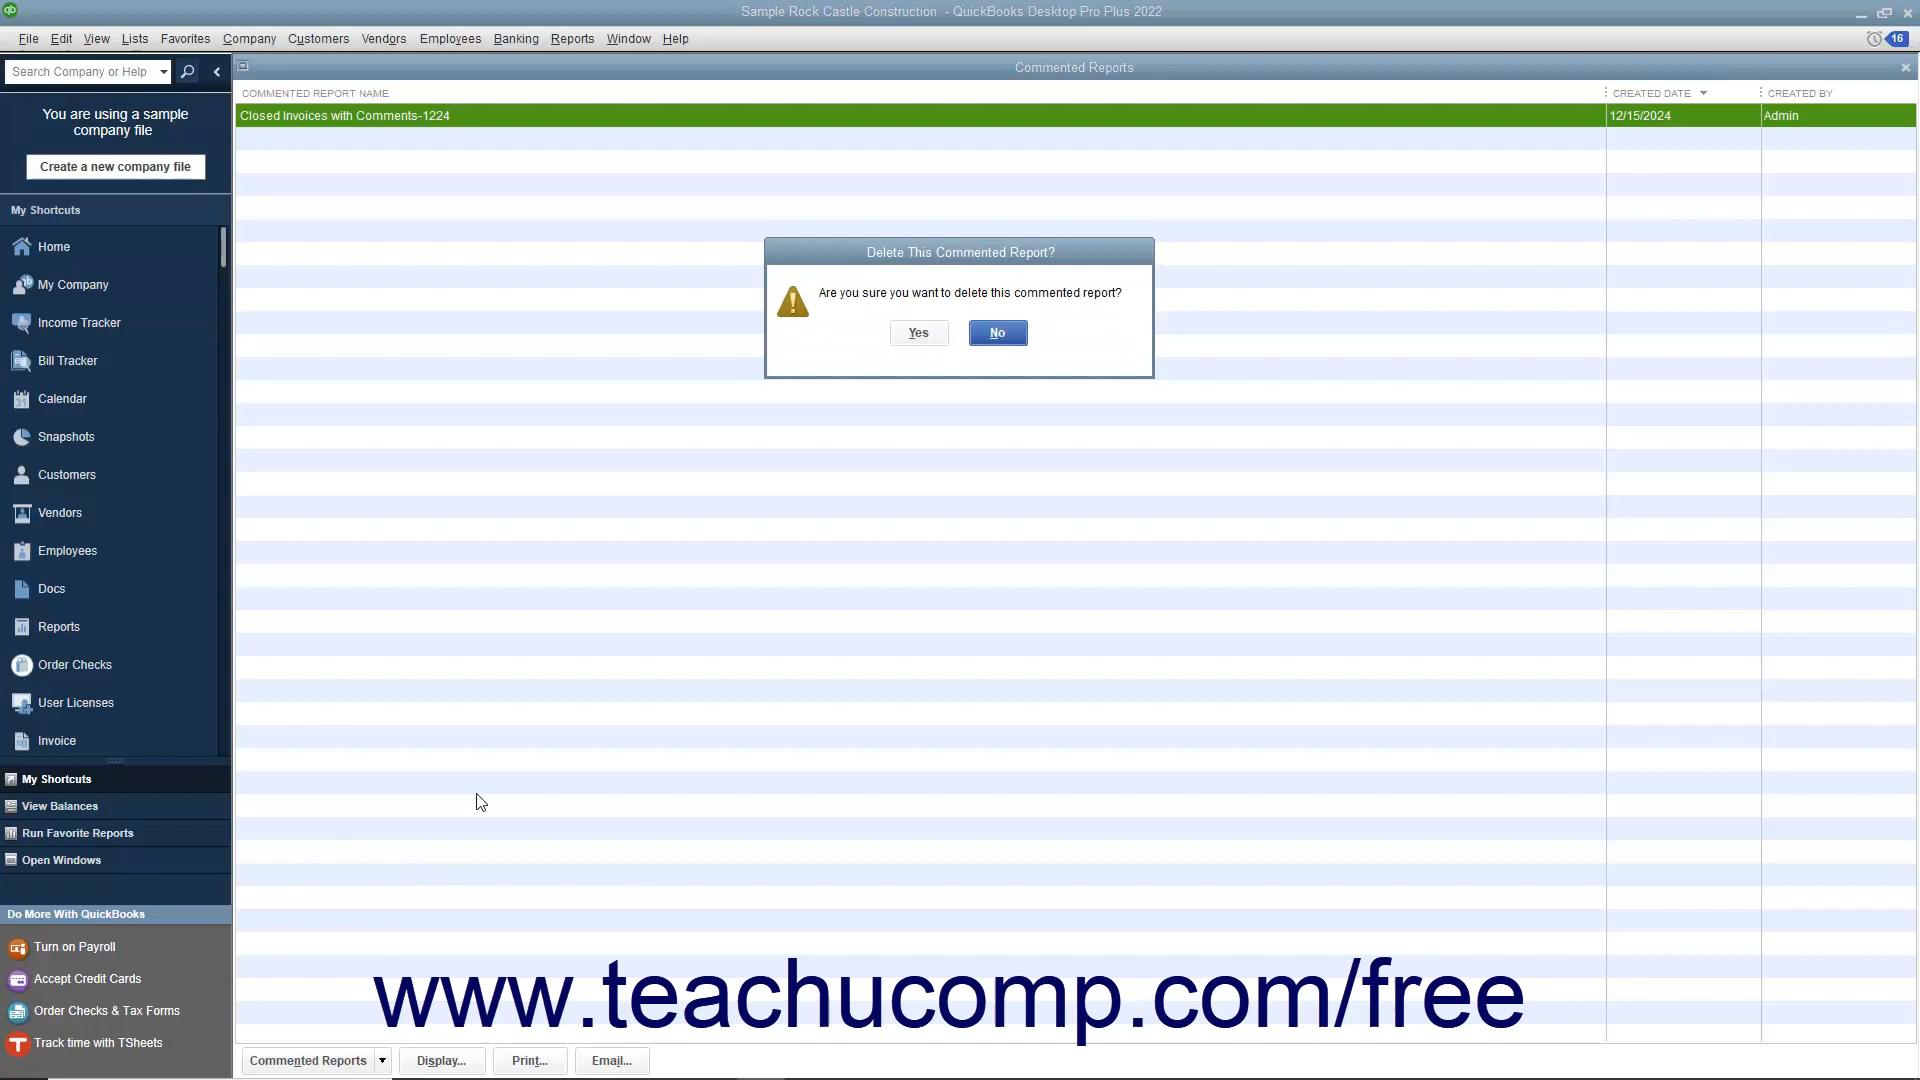 Sample Rock Castle Construction - QuickBooks Desktop Pro Plus 2022
File Edit View Lists Favorites Company Customers Vendors Employees Banking Reports Window Help
16
Search Company or Help
Commented Reports
You are using a sample
company file
Create a new company file
COMMENTED REPORT NAME
CREATED DATE
CREATED BY
Closed Invoices with Comments-1224
12/15/2024
Admin
My Shortcuts
Home
My Company
Income Tracker
Bill Tracker
Calendar
Snapshots
Customers
Vendors
Employees
Docs
Reports
Order Checks
User Licenses
Invoice
Delete This Commented Report?
Are you sure you want to delete this commented report?
Yes
No
My Shortcuts
View Balances
Run Favorite Reports
Open Windows
Do More With QuickBooks
Turn on Payroll
Accept Credit Cards
Order Checks & Tax Forms
Track time with TSheets
www.teachucomp.com/free
Commented Reports
Display...
Print...
Email...